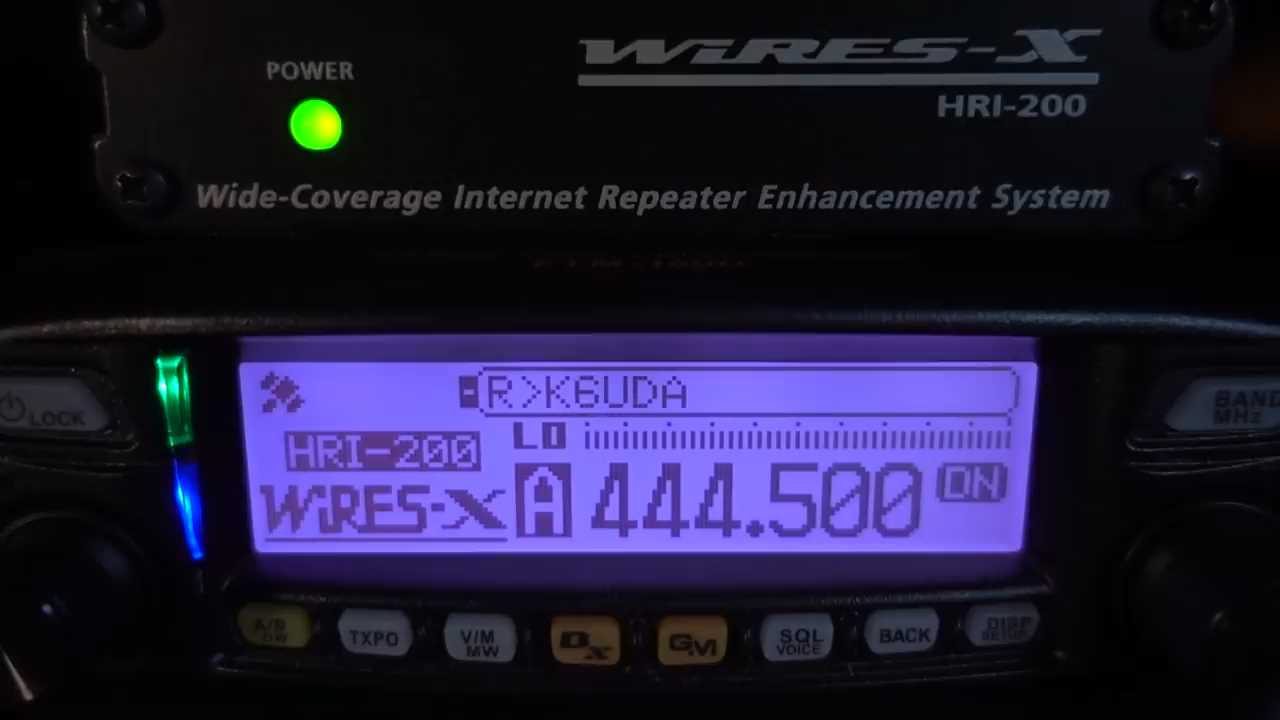 POWER
WiRES-X
HRI-200
Wide-Coverage Internet Repeater Enhancement System
R>K6UDA
LOCK
BAND
MHz
HRI-200
LO
WiRES-X
A 444.500 DN
A/B
DW
TXPO
V/M
MW
DX
GM
SQL
VOICE
BACK
DISP
SETUP